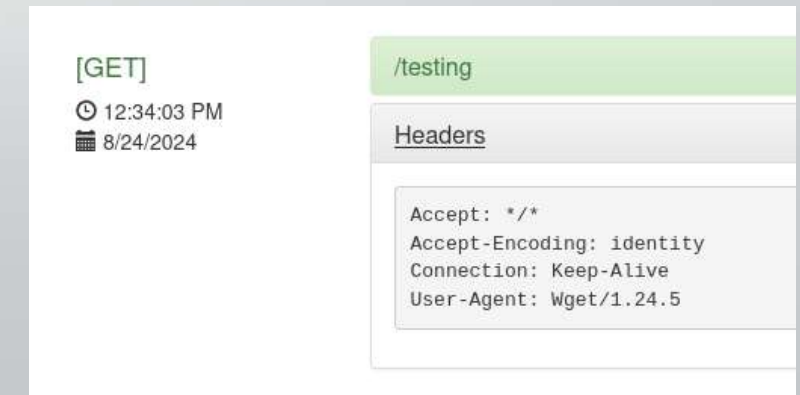 [GET]
12:34:03 PM
8/24/2024
/testing
Headers
Accept: */*
Accept-Encoding: identity
Connection: Keep-Alive
User-Agent: Wget/1.24.5